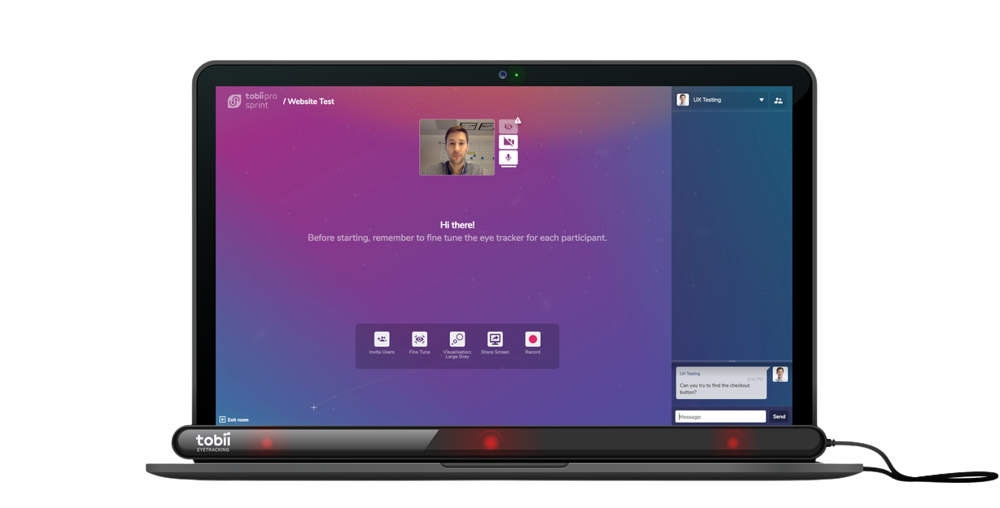 tobiipro
sprint
/ Website Test
UX Testing
Hi there!
Before starting, remember to fine tune the eye tracker for each participant.
Invite Users
Fine Tune
Visualisation:
Large Gray
Share Screen
Record
UX Testing
3:32 PM
Can you try to find the checkout
button?
Message:
Send
Exit room
tobii
EYETRACKING